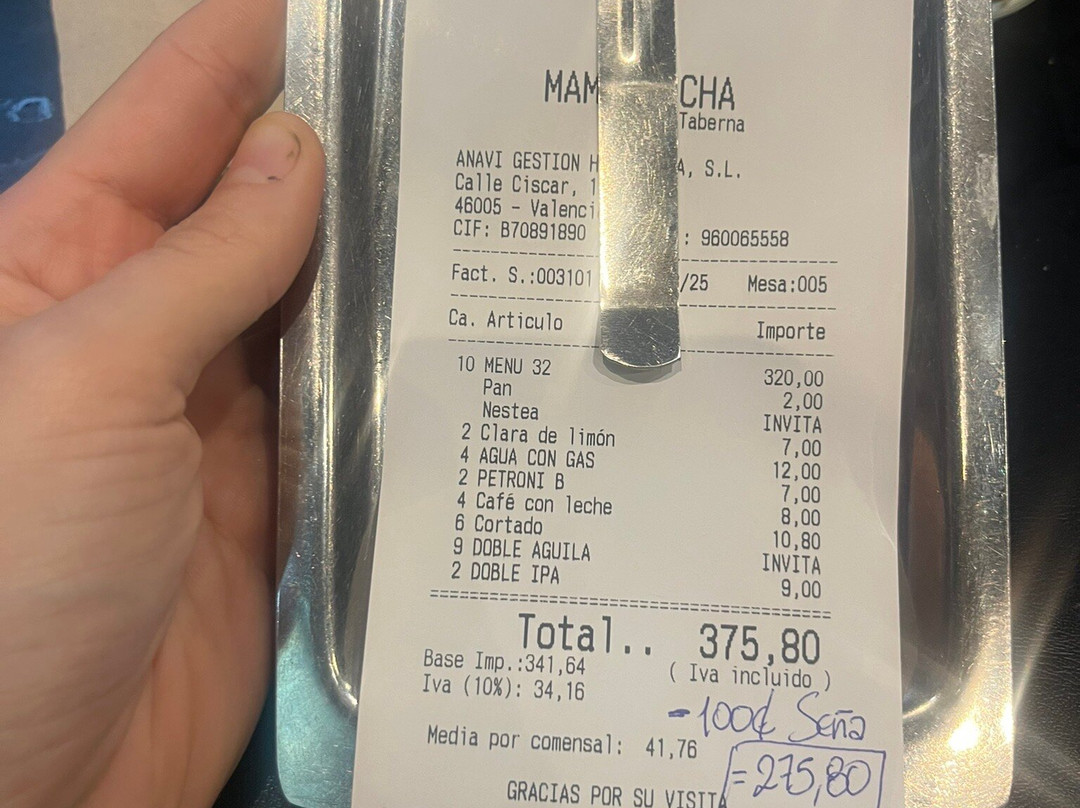 MAM CHA
Taberna
ANAVI GESTION H A, S.L.
Calle Ciscar, 1
46005 - Valenci
CIF: B70891890 : 960065558
Fact. S.:003101 /25 Mesa:005
Ca. Articulo Importe
10 MENU 32 320,00
Pan 2,00
Nestea INVITA
2 Clara de limón 7,00
4 AGUA CON GAS 12,00
2 PETRONI B 7,00
4 Café con leche 8,00
6 Cortado 10,80
9 DOBLE AGUILA INVITA
2 DOBLE IPA 9,00
Total.. 375,80
Base Imp.:341,64 ( Iva incluido )
Iva (10%): 34,16
-100€ Seña
Media por comensal: 41,76
=275,80
GRACIAS POR SU VISITA